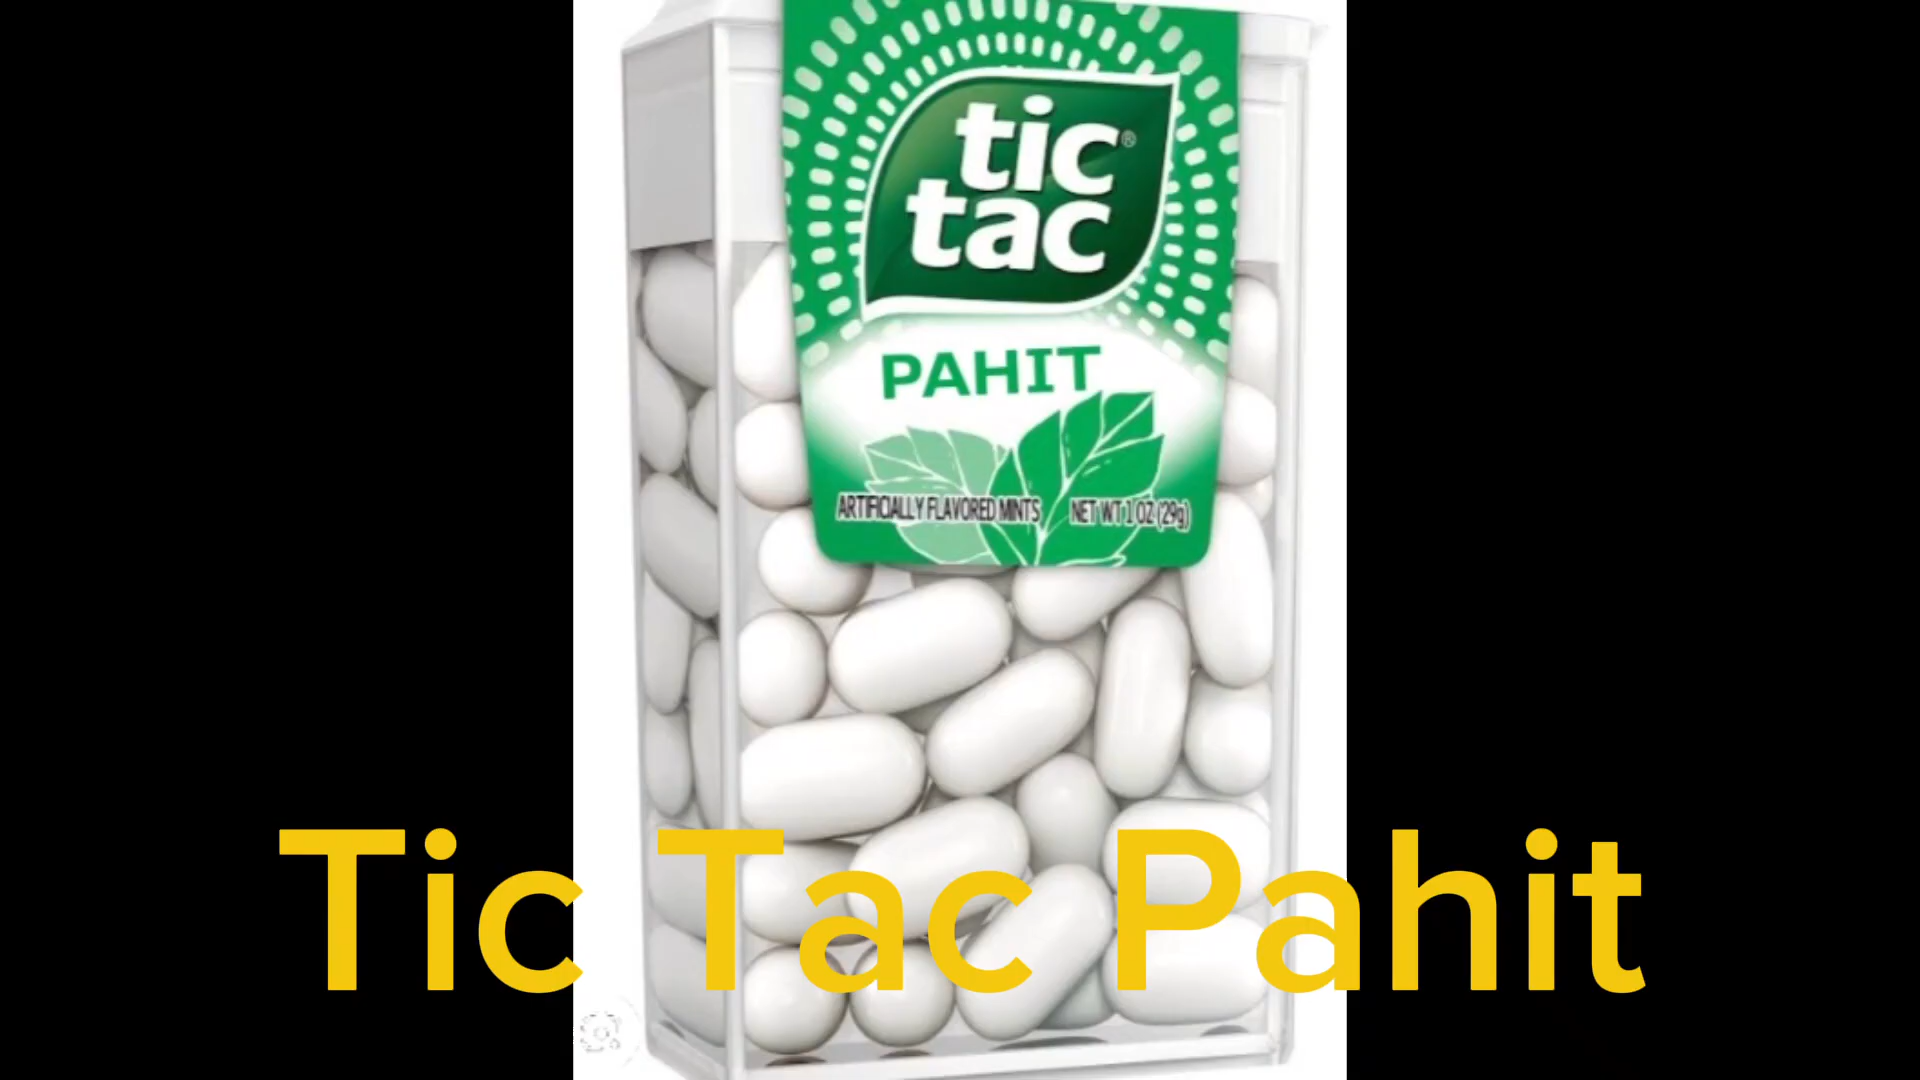 tic®
tac
PAHIT
ARTIFICIALLY FLAVORED MINTS NET WT 1 OZ (29g)
Tic Tac Pahit